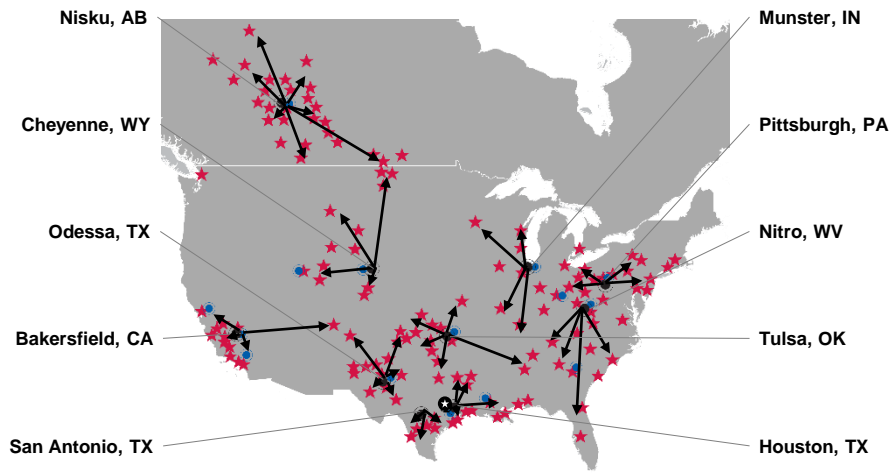 Nisku, AB
Munster, IN
Cheyenne, WY
Pittsburgh, PA
Odessa, TX
Nitro, WV
Bakersfield, CA
Tulsa, OK
San Antonio, TX
Houston, TX